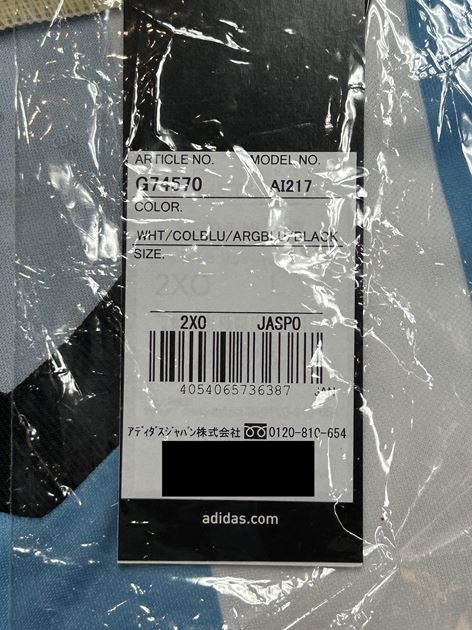 ARTICLE NO. MODEL NO.
G74570 AI217
COLOR.
WHT/COLBLU/ARGBLU/BLACK
SIZE.
2XO
2XO JASPO
4054065736387 JAN
アディダスジャパン株式会社 0120-810-654
adidas.com